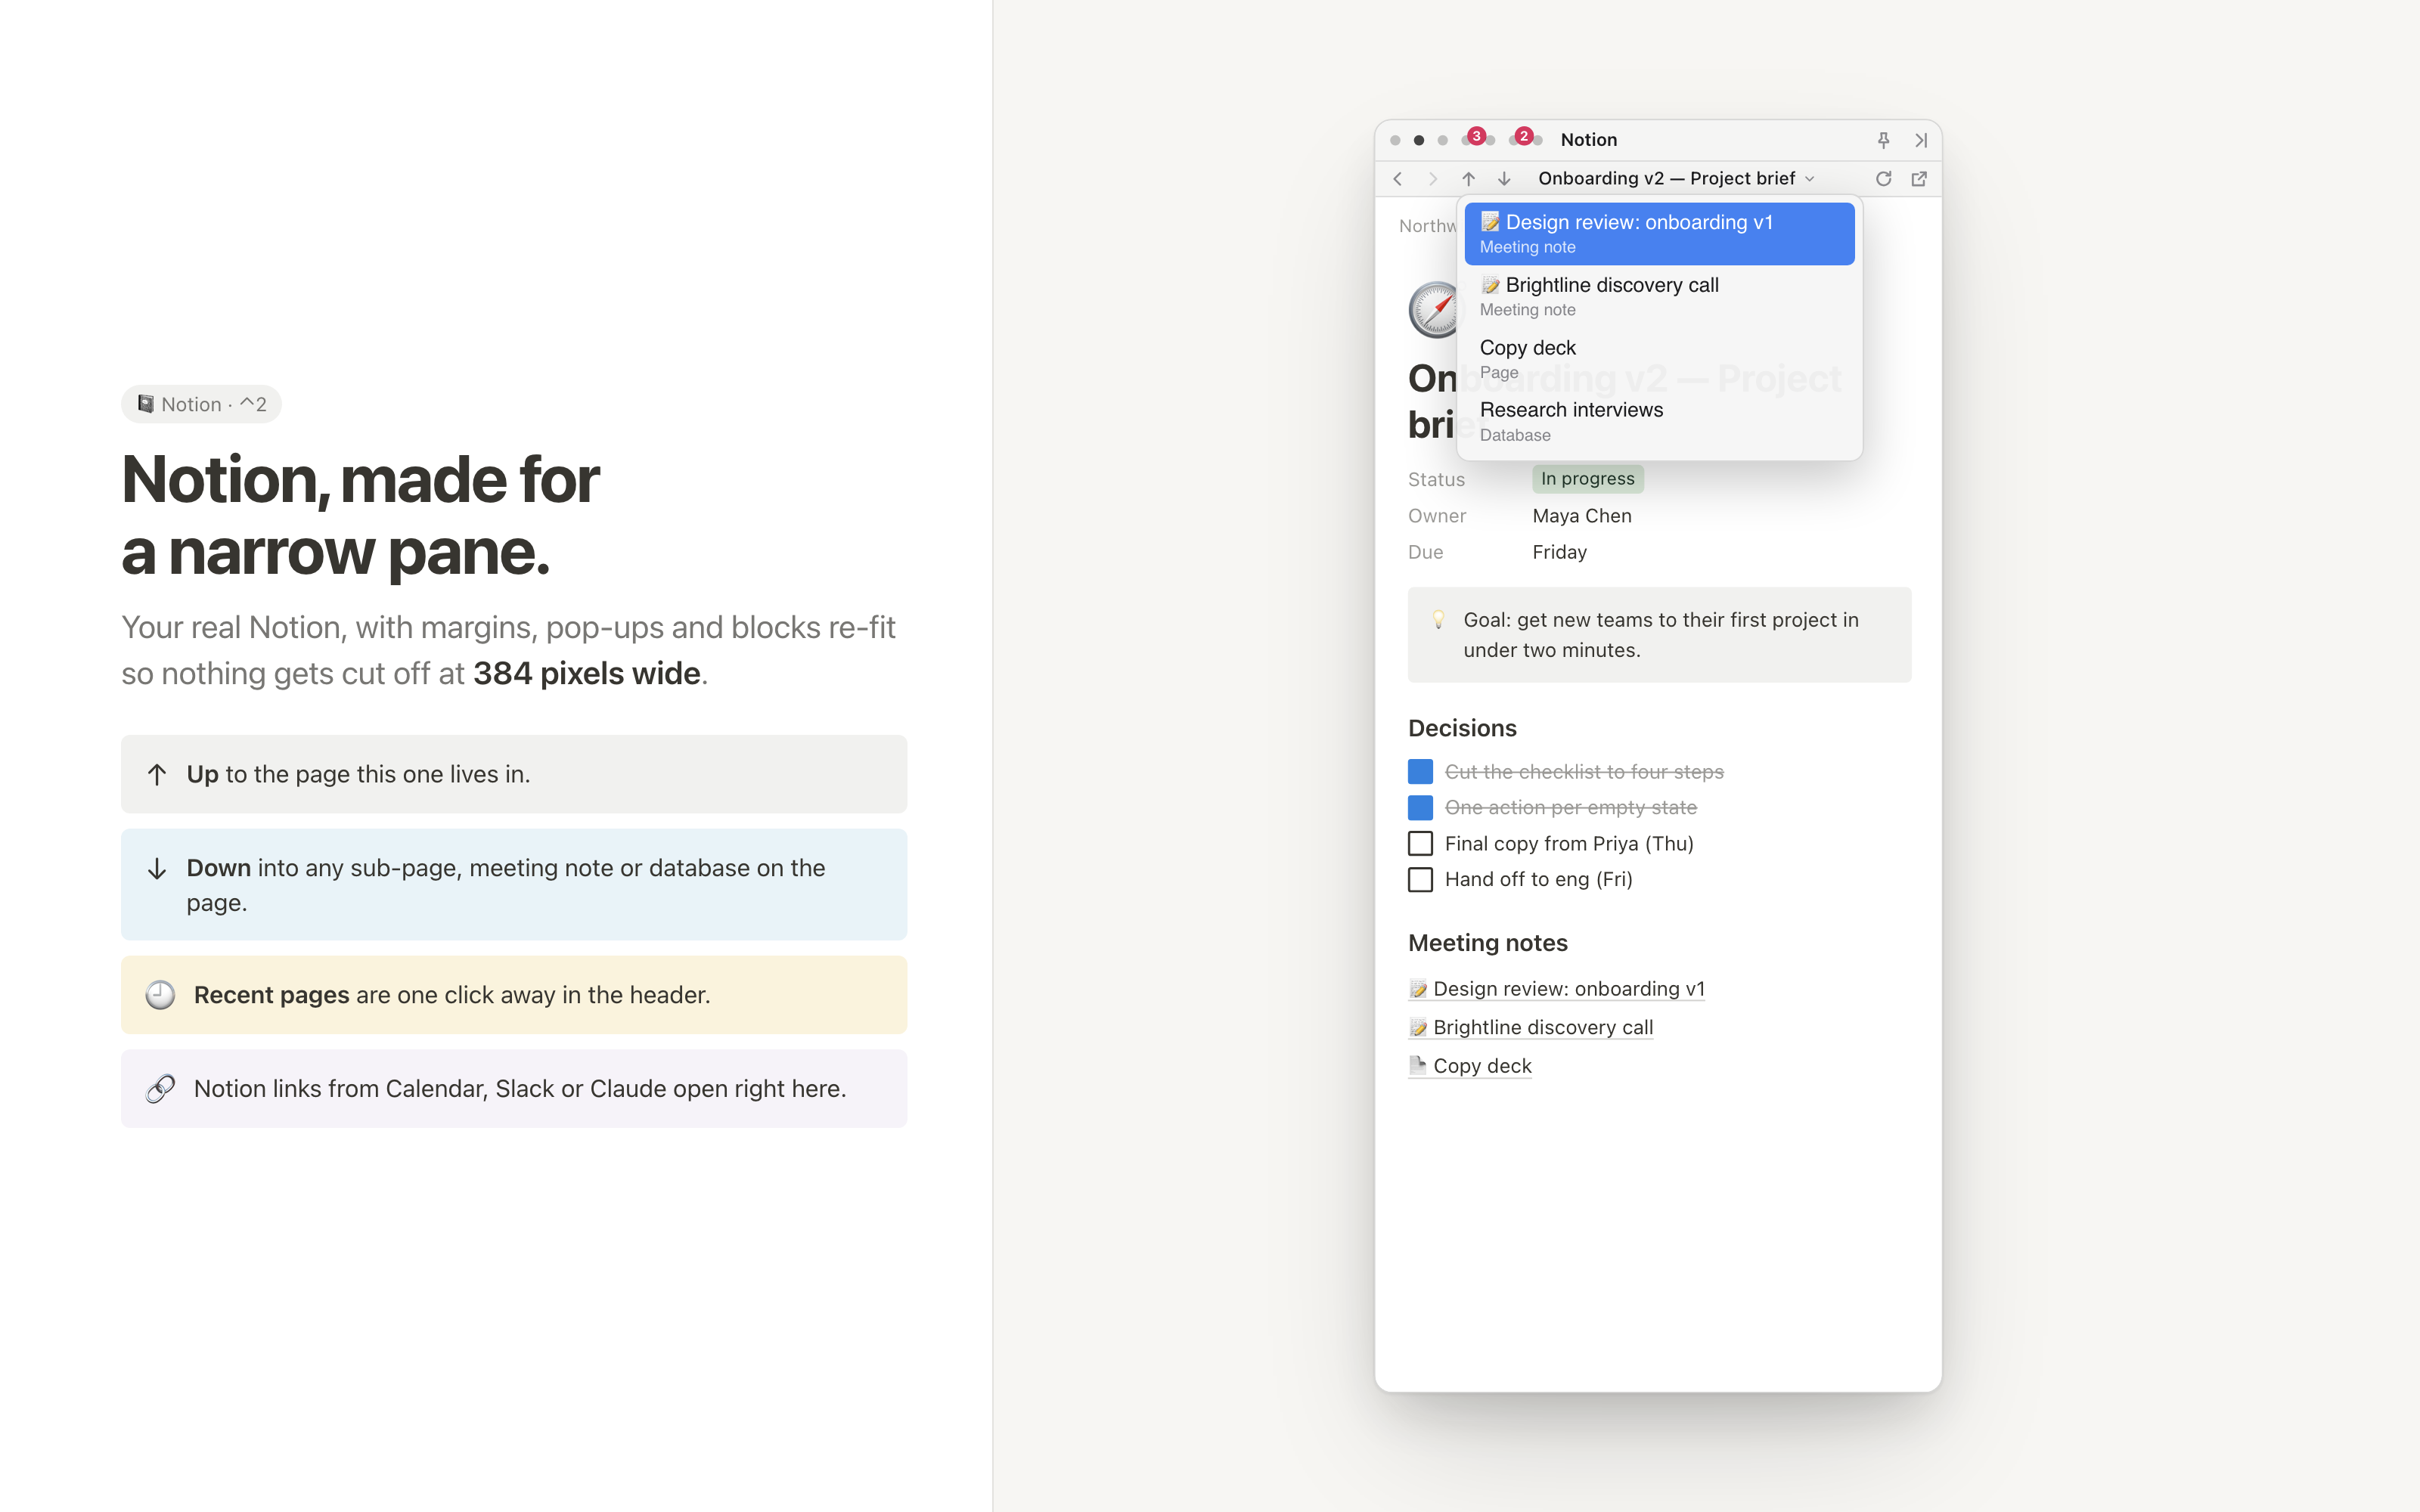 Notion · ^2
Notion, made for
a narrow pane.
Your real Notion, with margins, pop-ups and blocks re-fit
so nothing gets cut off at 384 pixels wide.
↑ Up to the page this one lives in.
↓ Down into any sub-page, meeting note or database on the
page.
Recent pages are one click away in the header.
Notion links from Calendar, Slack or Claude open right here.
3 2 Notion
Onboarding v2 — Project brief
Northw
Design review: onboarding v1
Meeting note
Brightline discovery call
Meeting note
Copy deck
Page
Research interviews
Database
Onboarding v2 — Project
brie
Status In progress
Owner Maya Chen
Due Friday
Goal: get new teams to their first project in
under two minutes.
Decisions
Cut the checklist to four steps
One action per empty state
Final copy from Priya (Thu)
Hand off to eng (Fri)
Meeting notes
Design review: onboarding v1
Brightline discovery call
Copy deck